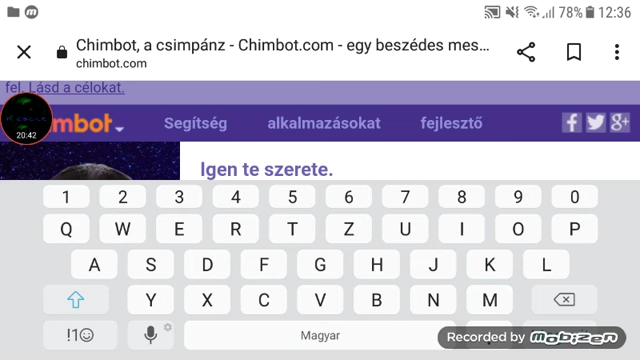 78% 12:36
Chimbot, a csimpánz - Chimbot.com - egy beszédes mes...
chimbot.com
fel. Lásd a célokat.
mbot Segítség alkalmazásokat fejlesztő
20:42
Igen te szerete.
1 2 3 4 5 6 7 8 9 0
Q W E R T Z U I O P
A S D F G H J K L
Y X C V B N M
!1☺ Magyar
Recorded by MOBIZEN